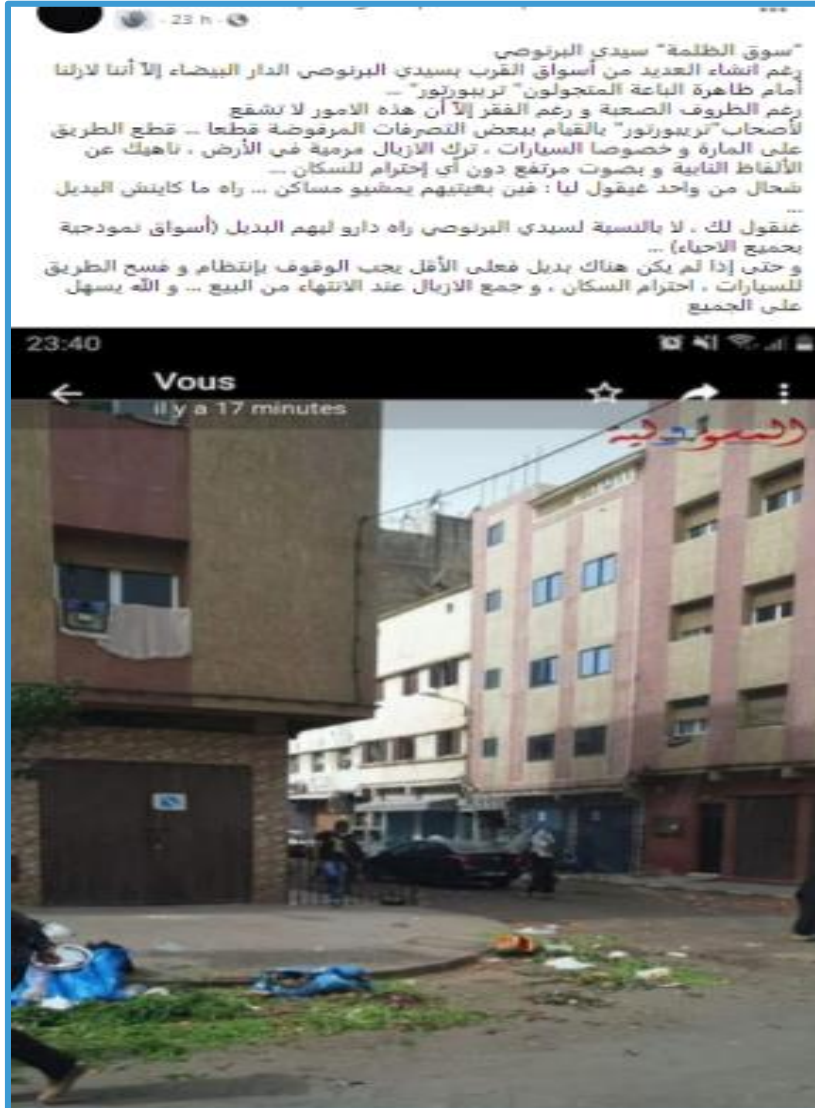 23 h
"سوق الظلمة" سيدي البرنوصي
رغم انشاء العديد من أسواق القرب بسيدي البرنوصي الدار البيضاء إلاّ أننا لازلنا
أمام ظاهرة الباعة المتجولون" تريبورتور" ...
رغم الظروف الصعبة و رغم الفقر إلاّ أن هذه الامور لا تشفع
لأصحاب"تريبورتور" بالقيام ببعض التصرفات المرفوضة قطعا ... قطع الطريق
على المارة و خصوصا السيارات ، ترك الازبال مرمية في الأرض ، ناهيك عن
الألفاظ النابية و بصوت مرتفع دون أي إحترام للسكان ...
شحال من واحد غيقول ليا : فين بغيتيهم يمشيو مساكن ... راه ما كاينش البديل
...
غنقول لك ، لا بالنسبة لسيدي البرنوصي راه دارو ليهم البديل (أسواق نمودجية
بجميع الاحياء) ...
و حتى إذا لم يكن هناك بديل فعلى الأقل يجب الوقوف بإنتظام و فسح الطريق
للسيارات ، احترام السكان ، و جمع الازبال عند الانتهاء من البيع ... و الله يسهل
على الجميع
23:40
Vous
il y a 17 minutes
المسؤولية